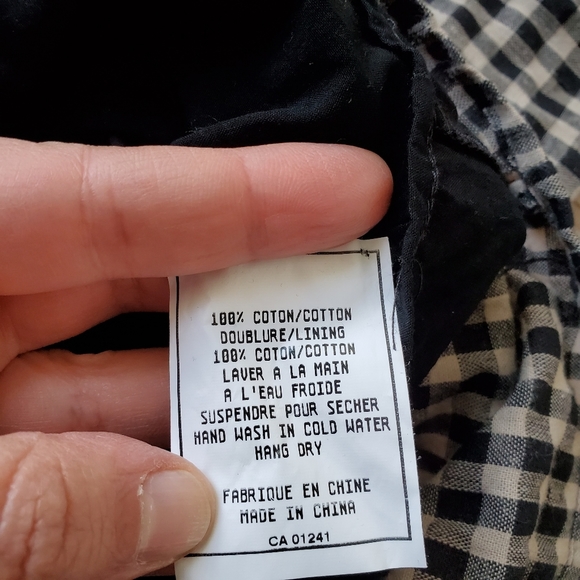 100% COTON/COTTON
DOUBLURE/LINING
100% COTON/COTTON
LAVER A LA MAIN
A L'EAU FROIDE
SUSPENDRE POUR SECHER
HAND WASH IN COLD WATER
HANG DRY
FABRIQUE EN CHINE
MADE IN CHINA
CA 01241